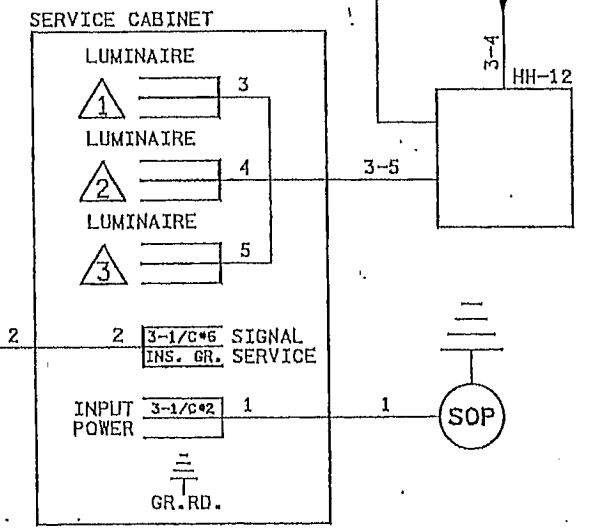 SERVICE CABINET
LUMINAIRE
1
3
LUMINAIRE
2
4
3-5
LUMINAIRE
3
5
3-4
HH-12
2
2
3-1/C#6
INS. GR.
SIGNAL
SERVICE
INPUT
POWER
3-1/C#2
1
1
SOP
GR.RD.